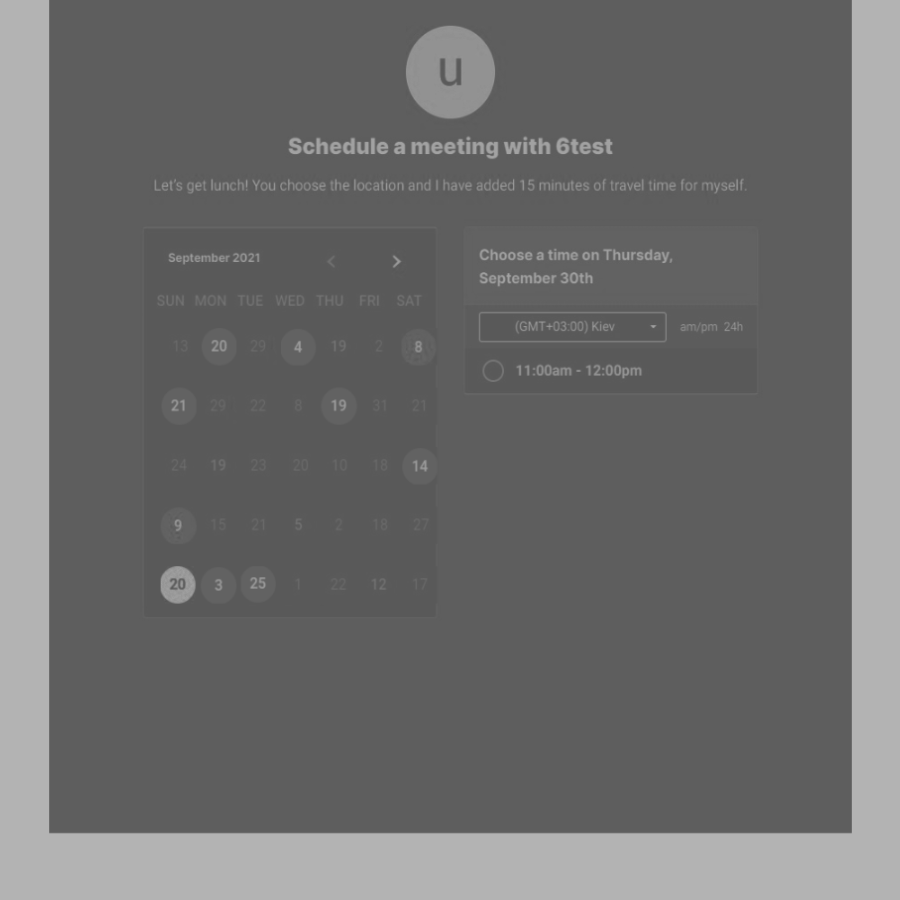 u
Schedule a meeting with 6test
Let's get lunch! You choose the location and I have added 15 minutes of travel time for myself.
September 2021
SUN MON TUE WED THU FRI SAT
13 20 29 4 19 2 8
21 29 22 8 19 31 21
24 19 23 20 10 18 14
9 15 21 5 2 18 27
20 3 25 1 22 12 17
Choose a time on Thursday,
September 30th
(GMT+03:00) Kiev am/pm 24h
11:00am - 12:00pm